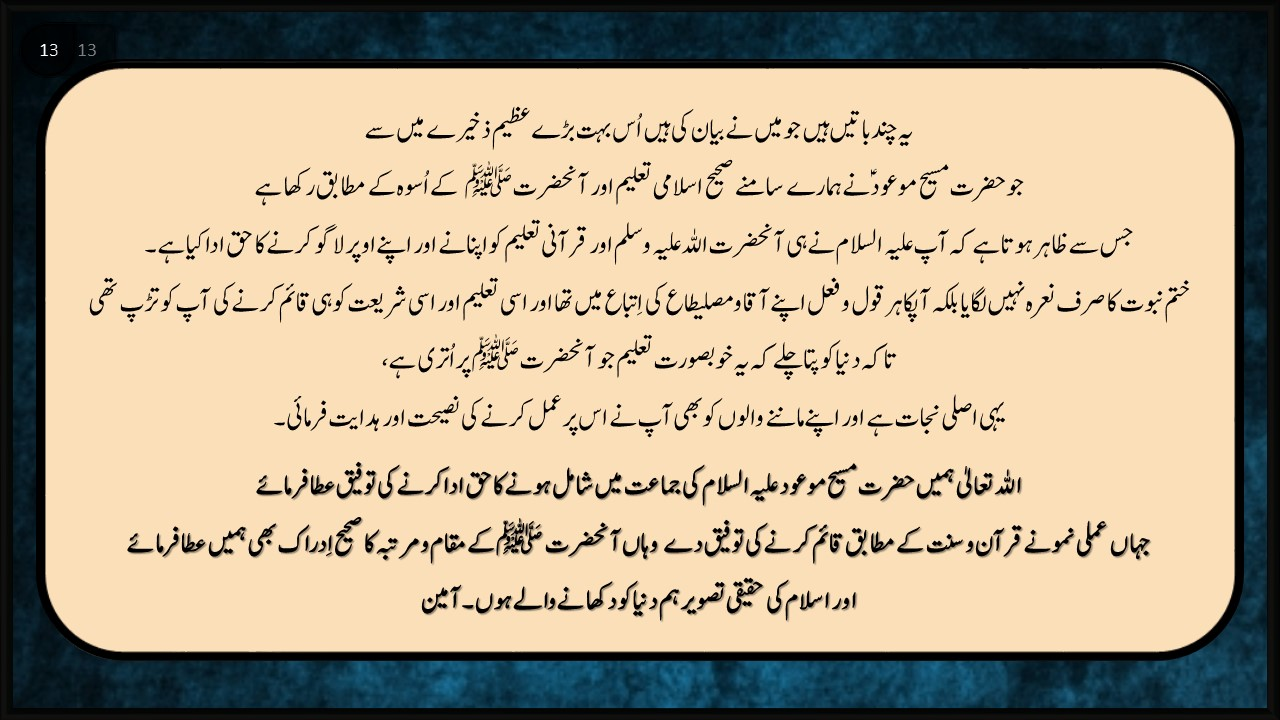 13 13
یہ چند باتیں ہیں جو میں نے بیان کی ہیں اُس بہت بڑے عظیم ذخیرے میں سے
جو حضرت مسیح موعودؑ نے ہمارے سامنے صحیح اسلامی تعلیم اور آنحضرت ﷺ کے اُسوہ کے مطابق رکھا ہے
جس سے ظاہر ہوتا ہے کہ آپ علیہ السلام نے ہی آنحضرت اللہ علیہ وسلم اور قرآنی تعلیم کو اپنانے اور اپنے اوپر لاگو کرنے کا حق ادا کیا ہے۔
ختم نبوت کا صرف نعرہ نہیں لگایا بلکہ آپکا ہر قول و فعل اپنے آقا و مصلیطاع کی اِتباع میں تھا اور اسی تعلیم اور اسی شریعت کو ہی قائم کرنے کی آپ کو تڑپ تھی
تا کہ دنیا کو پتا چلے کہ یہ خوبصورت تعلیم جو آنحضرت ﷺ پر اُتری ہے،
یہی اصلی نجات ہے اور اپنے ماننے والوں کو بھی آپ نے اس پر عمل کرنے کی نصیحت اور ہدایت فرمائی۔
اللہ تعالیٰ ہمیں حضرت مسیح موعود علیہ السلام کی جماعت میں شامل ہونے کا حق ادا کرنے کی توفیق عطا فرمائے
جہاں عملی نمونے قرآن و سنت کے مطابق قائم کرنے کی توفیق دے وہاں آنحضرت ﷺ کے مقام و مرتبہ کا صحیح اِدراک بھی ہمیں عطا فرمائے
اور اسلام کی حقیقی تصویر ہم دنیا کو دکھانے والے ہوں۔ آمین